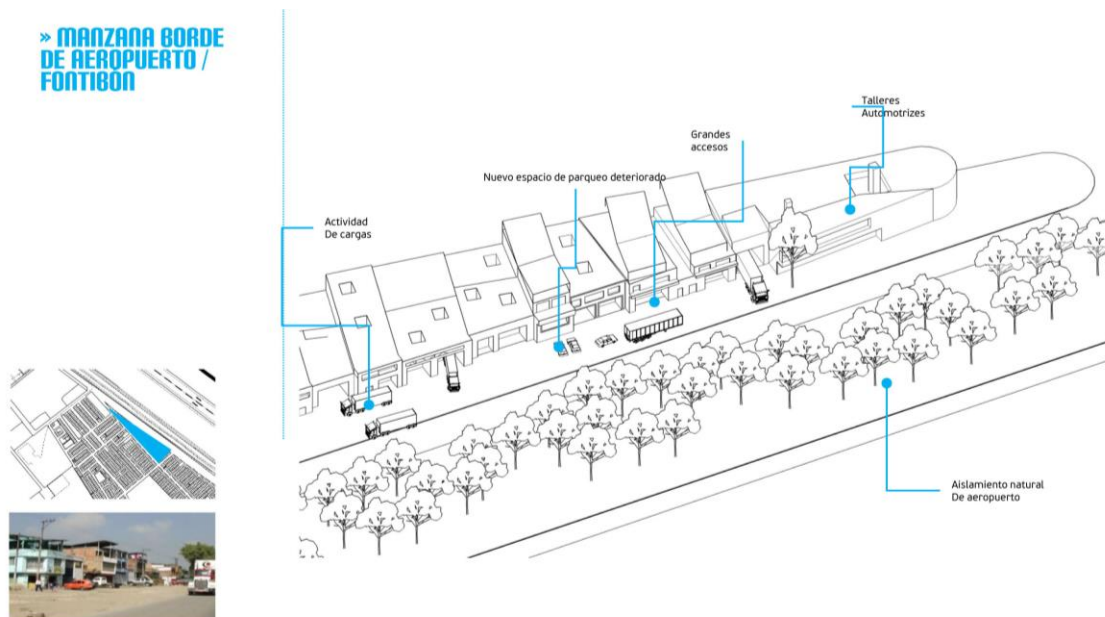 » MANZANA BORDE
DE AEROPUERTO /
FONTIBÓN
Talleres
Automotrizes
Grandes
accesos
Nuevo espacio de parqueo deteriorado
Actividad
De cargas
Aislamiento natural
De aeropuerto